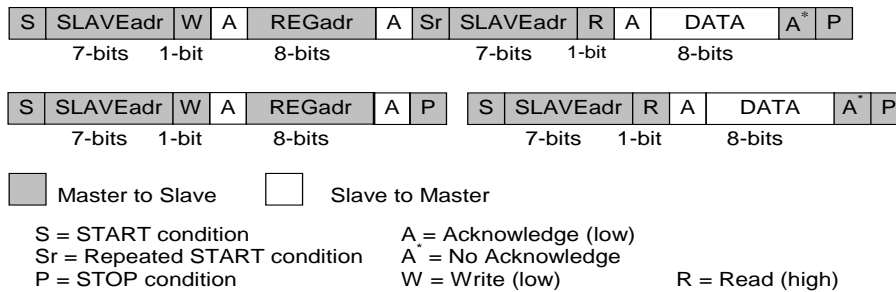 S SLAVEadr W A REGadr A Sr SLAVEadr R A DATA A* P
7-bits 1-bit 8-bits 7-bits 1-bit 8-bits
S SLAVEadr W A REGadr A P S SLAVEadr R A DATA A* P
7-bits 1-bit 8-bits 7-bits 1-bit 8-bits
Master to Slave Slave to Master
S = START condition A = Acknowledge (low)
Sr = Repeated START condition A* = No Acknowledge
P = STOP condition W = Write (low) R = Read (high)